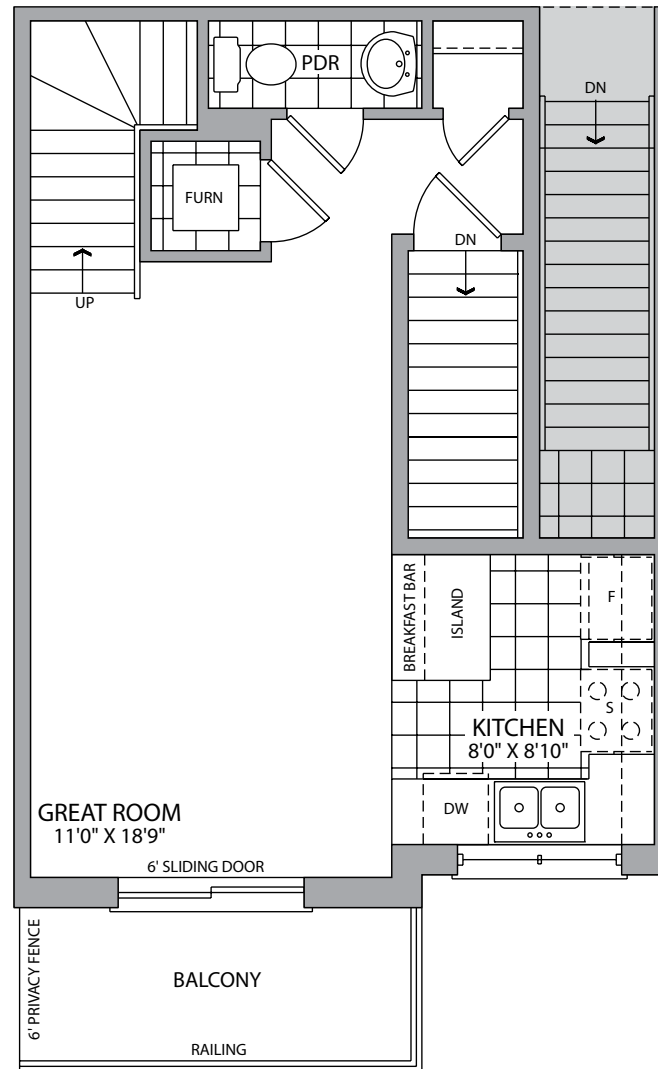 PDR
DN
FURN
DN
UP
BREAKFAST BAR
ISLAND
F
S
KITCHEN
8'0" X 8'10"
DW
GREAT ROOM
11'0" X 18'9"
6' SLIDING DOOR
6' PRIVACY FENCE
BALCONY
RAILING